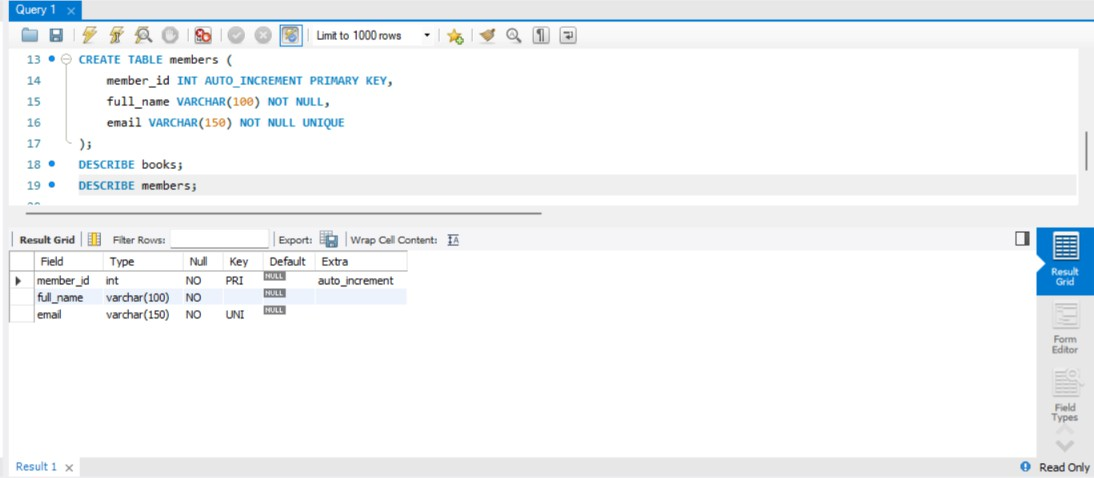 Query 1
Limit to 1000 rows
13 CREATE TABLE members (
14 member_id INT AUTO_INCREMENT PRIMARY KEY,
15 full_name VARCHAR(100) NOT NULL,
16 email VARCHAR(150) NOT NULL UNIQUE
17 );
18 DESCRIBE books;
19 DESCRIBE members;
Result Grid Filter Rows: Export: Wrap Cell Content:
Field Type Null Key Default Extra
member_id int NO PRI NULL auto_increment
full_name varchar(100) NO NULL
email varchar(150) NO UNI NULL
Result
Grid
Form
Editor
Field
Types
Result 1
Read Only